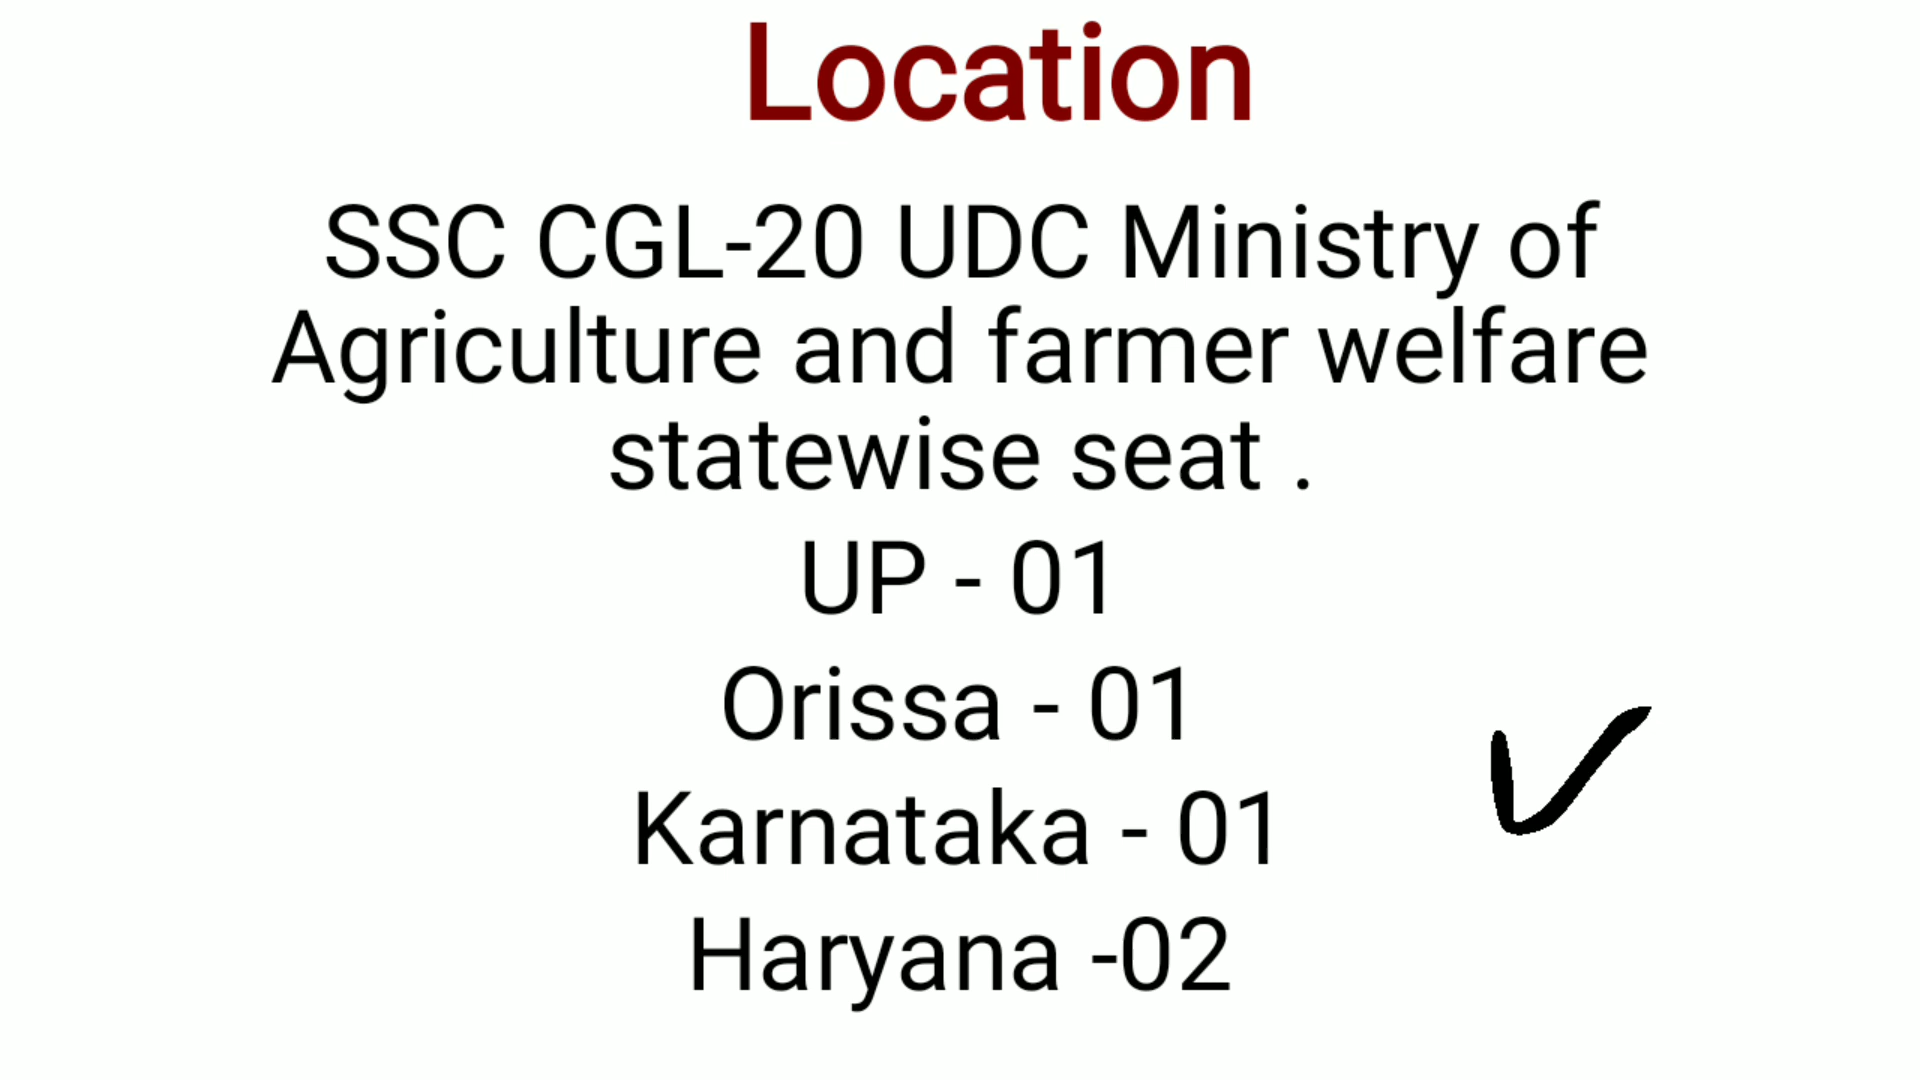 Location
SSC CGL-20 UDC Ministry of
Agriculture and farmer welfare
statewise seat .
UP - 01
Orissa - 01
Karnataka - 01
Haryana -02